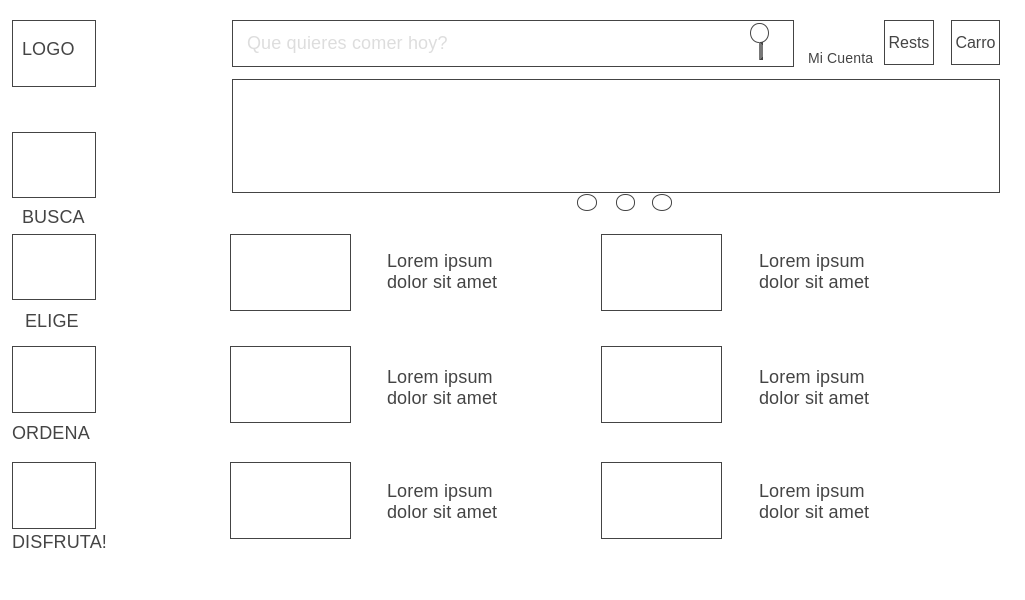 LOGO
Que quieres comer hoy?
Mi Cuenta
Rests
Carro
BUSCA
ELIGE
ORDENA
DISFRUTA!
Lorem ipsum
dolor sit amet
Lorem ipsum
dolor sit amet
Lorem ipsum
dolor sit amet
Lorem ipsum
dolor sit amet
Lorem ipsum
dolor sit amet
Lorem ipsum
dolor sit amet